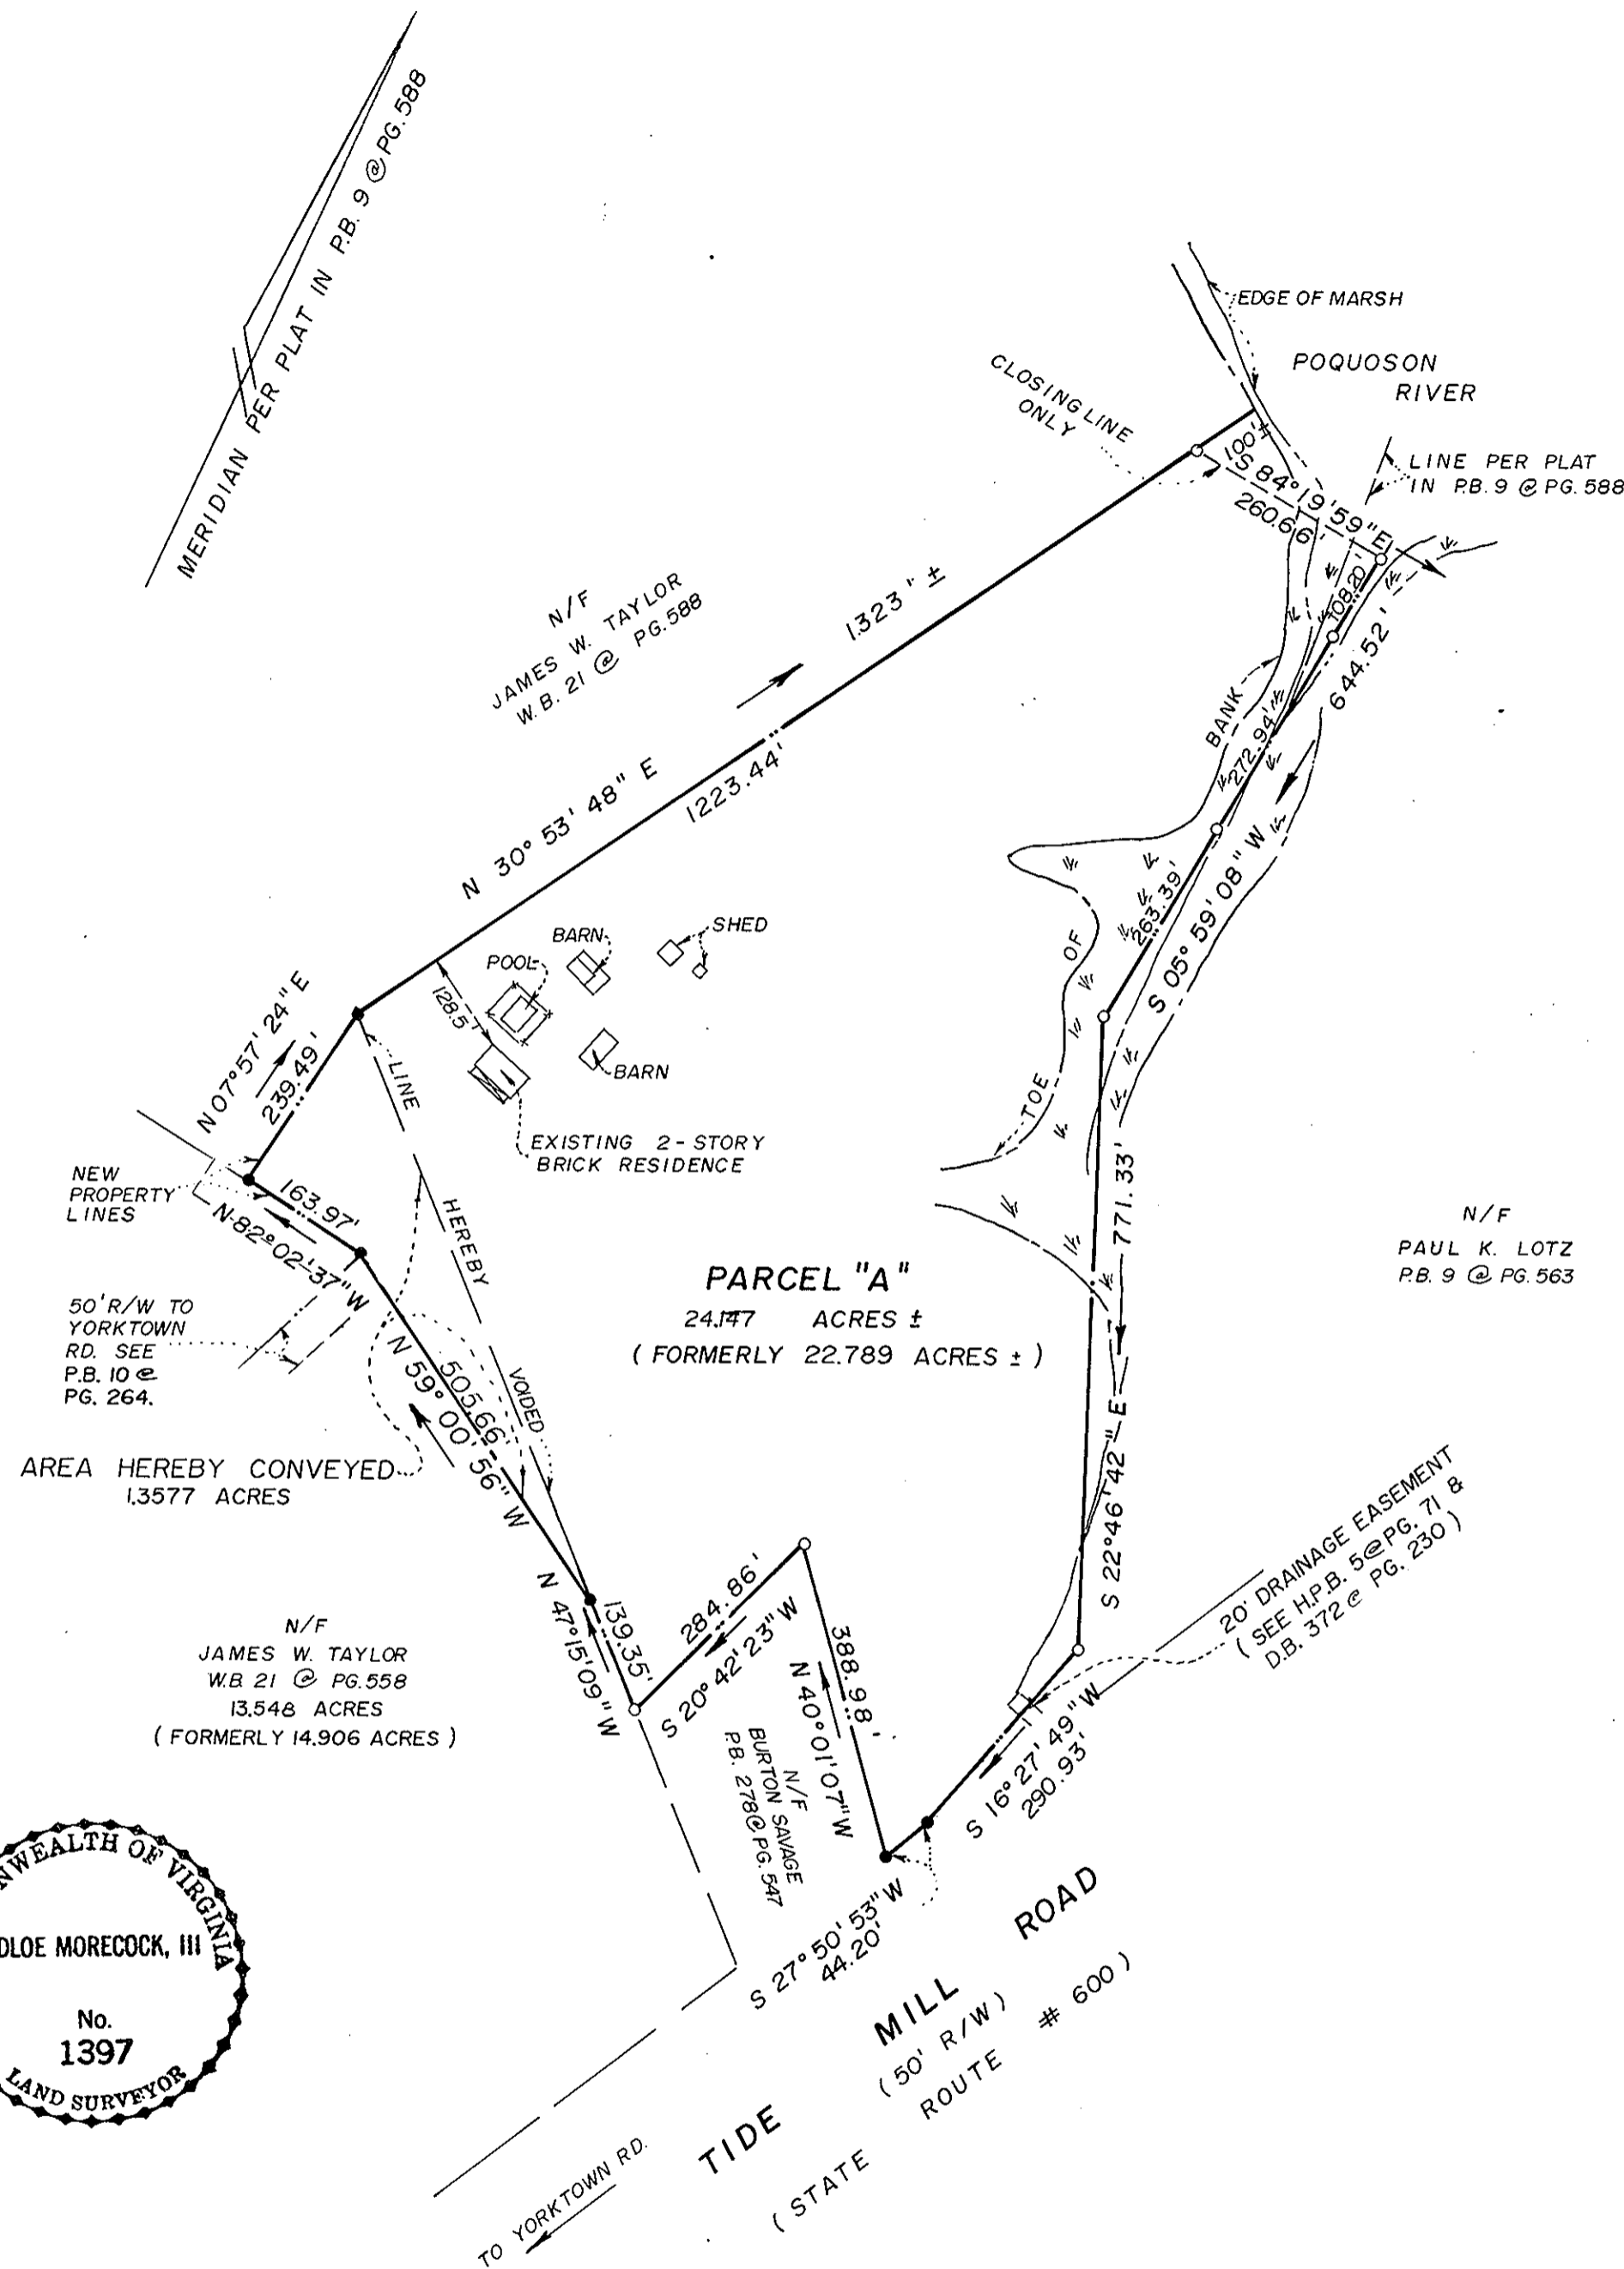 MERIDIAN PER PLAT IN P.B. 9 @ PG. 588
EDGE OF MARSH
POQUOSON
RIVER
CLOSING LINE
ONLY
100'±
S 84°19'59"E
260.66'
LINE PER PLAT
IN P.B. 9 @ PG. 588
108.20'
644.52'
N/F
JAMES W. TAYLOR
W.B. 21 @ PG. 588
1323" ±
N 30° 53' 48" E
1223.44'
BANK
OF
TOE
272.94'
263.39'
S 05° 59' 08" W
BARN
SHED
POOL
128.5'
BARN
EXISTING 2-STORY
BRICK RESIDENCE
N 07°57'24"E
239.49'
LINE
HEREBY
VOIDED
NEW
PROPERTY
LINES
163.97'
N 82°02'37"W
50' R/W TO
YORKTOWN
RD. SEE
P.B. 10 @
PG. 264.
771.33'
S 22°46'42" E
N/F
PAUL K. LOTZ
P.B. 9 @ PG. 563
PARCEL "A"
24.147 ACRES ±
( FORMERLY 22.789 ACRES ± )
505.66'
N 59° 00' 56" W
AREA HEREBY CONVEYED
1.3577 ACRES
20' DRAINAGE EASEMENT
( SEE H.P.B. 5 @ PG. 71 &
D.B. 372 @ PG. 230 )
139.35'
N 47°15'09" W
284.86'
S 20°42'23" W
388.98'
N 40°01'07" W
N/F
BURTON SAVAGE
P.B. 278 @ PG. 547
S 16°27'49" W
290.93'
N/F
JAMES W. TAYLOR
W.B. 21 @ PG. 558
13.548 ACRES
( FORMERLY 14.906 ACRES )
S 27°50'53" W
44.20'
TIDE MILL ROAD
( 50' R/W )
( STATE ROUTE # 600 )
TO YORKTOWN RD.
NWEALTH OF VIRGINIA
DLOE MORECOCK, III
No.
1397
LAND SURVEYOR